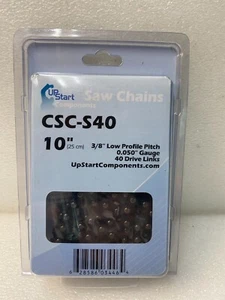 UpStart
Components
Saw Chains
CSC-S40
10" (25 cm)
3/8" Low Profile Pitch
0.050" Gauge
40 Drive Links
UpStartComponents.com